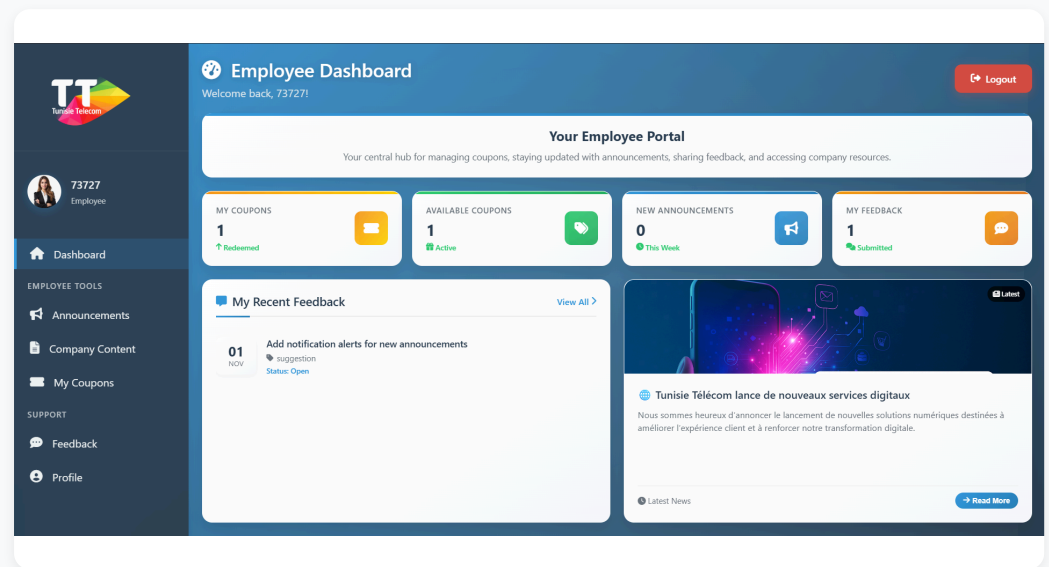 TT
Tunisie Telecom
73727
Employee
Dashboard
EMPLOYEE TOOLS
Announcements
Company Content
My Coupons
SUPPORT
Feedback
Profile
Employee Dashboard
Welcome back, 73727!
Logout
Your Employee Portal
Your central hub for managing coupons, staying updated with announcements, sharing feedback, and accessing company resources.
MY COUPONS
1
Redeemed
AVAILABLE COUPONS
1
Active
NEW ANNOUNCEMENTS
0
This Week
MY FEEDBACK
1
Submitted
My Recent Feedback
View All
01
NOV
Add notification alerts for new announcements
suggestion
Status: Open
Latest
Tunisie Télécom lance de nouveaux services digitaux
Nous sommes heureux d'annoncer le lancement de nouvelles solutions numériques destinées à
améliorer l'expérience client et à renforcer notre transformation digitale.
Latest News
Read More